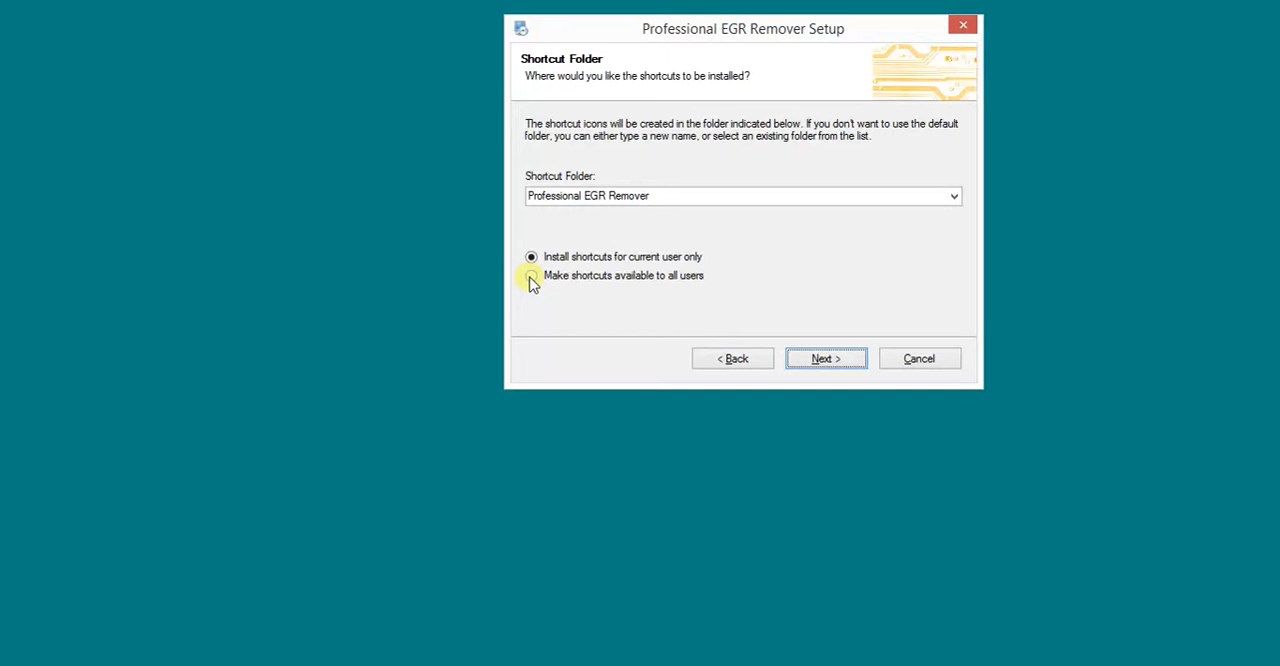 Professional EGR Remover Setup
Shortcut Folder
Where would you like the shortcuts to be installed?
The shortcut icons will be created in the folder indicated below. If you don't want to use the default
folder, you can either type a new name, or select an existing folder from the list.
Shortcut Folder:
Professional EGR Remover
Install shortcuts for current user only
Make shortcuts available to all users
< Back
Next >
Cancel